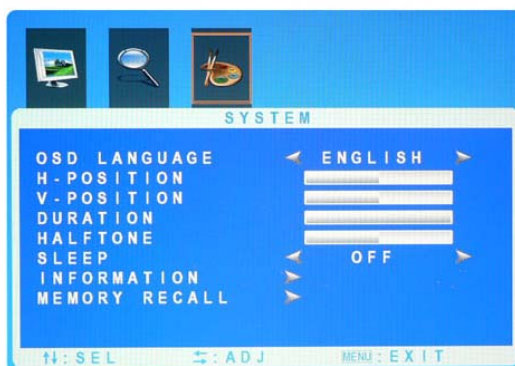 SYSTEM
OSD LANGUAGE ENGLISH
H-POSITION
V-POSITION
DURATION
HALFTONE
SLEEP OFF
INFORMATION
MEMORY RECALL
↑↓:SEL ⇆:ADJ MENU:EXIT